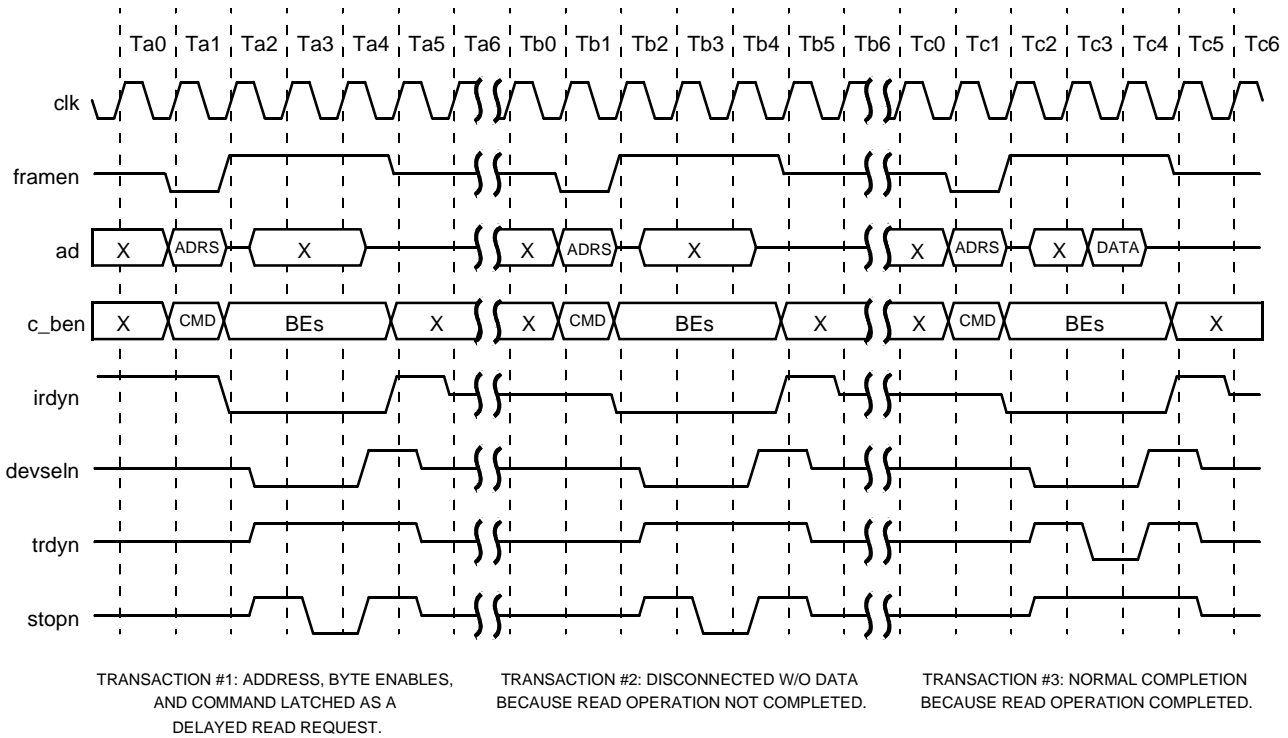 Ta0 Ta1 Ta2 Ta3 Ta4 Ta5 Ta6 Tb0 Tb1 Tb2 Tb3 Tb4 Tb5 Tb6 Tc0 Tc1 Tc2 Tc3 Tc4 Tc5 Tc6
clk
framen
ad X ADRS X X ADRS X X ADRS X DATA
c_ben X CMD BEs X X CMD BEs X X CMD BEs X
irdyn
devseln
trdyn
stopn
TRANSACTION #1: ADDRESS, BYTE ENABLES,
AND COMMAND LATCHED AS A
DELAYED READ REQUEST.
TRANSACTION #2: DISCONNECTED W/O DATA
BECAUSE READ OPERATION NOT COMPLETED.
TRANSACTION #3: NORMAL COMPLETION
BECAUSE READ OPERATION COMPLETED.